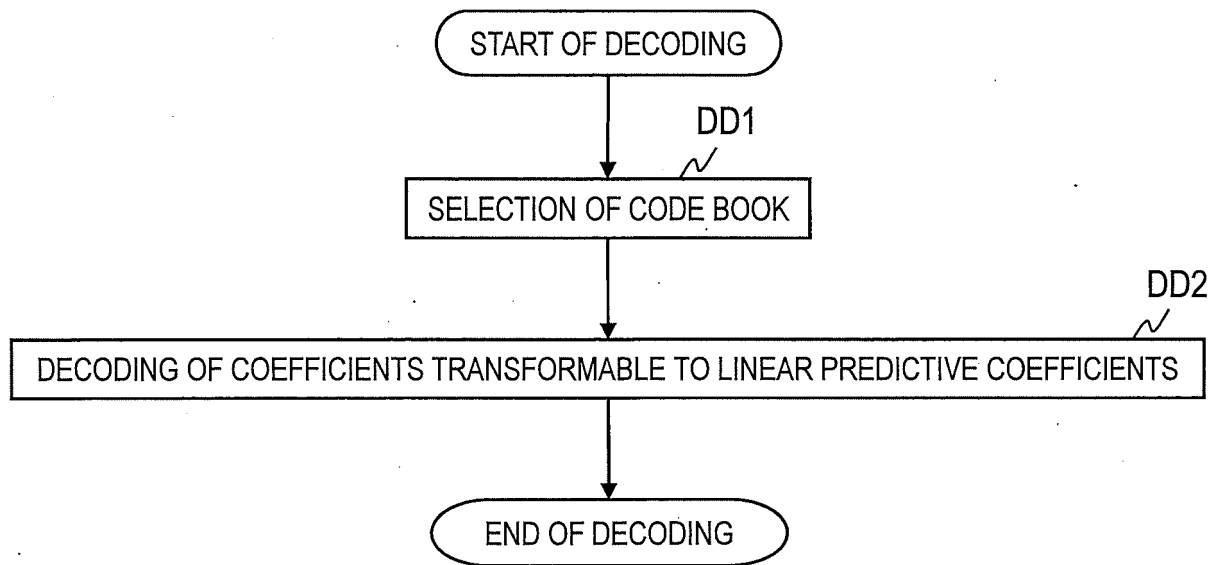 START OF DECODING
DD1
SELECTION OF CODE BOOK
DD2
DECODING OF COEFFICIENTS TRANSFORMABLE TO LINEAR PREDICTIVE COEFFICIENTS
END OF DECODING